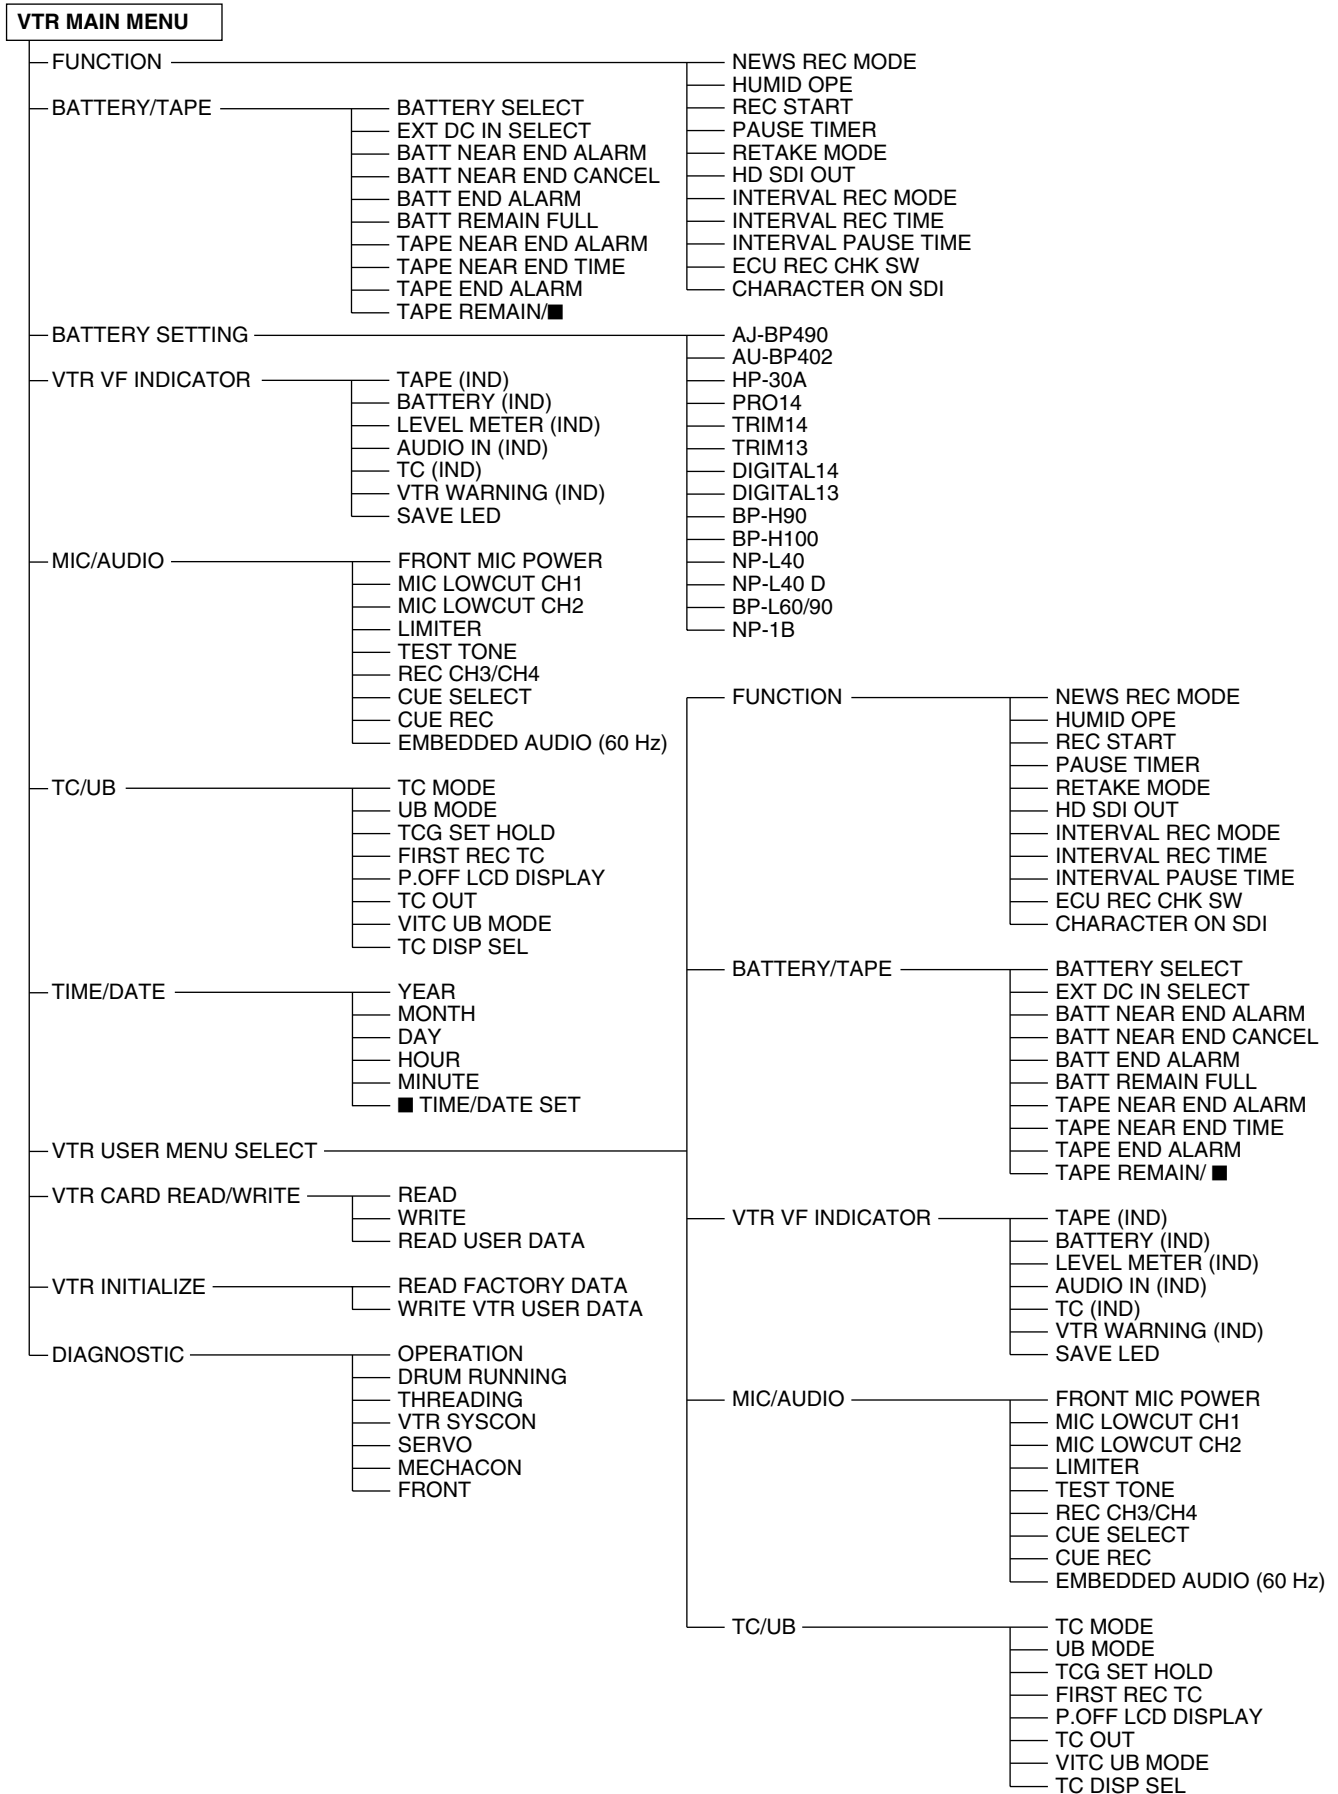 VTR MAIN MENU
FUNCTION
NEWS REC MODE
HUMID OPE
REC START
PAUSE TIMER
RETAKE MODE
HD SDI OUT
INTERVAL REC MODE
INTERVAL REC TIME
INTERVAL PAUSE TIME
ECU REC CHK SW
CHARACTER ON SDI
BATTERY/TAPE
BATTERY SELECT
EXT DC IN SELECT
BATT NEAR END ALARM
BATT NEAR END CANCEL
BATT END ALARM
BATT REMAIN FULL
TAPE NEAR END ALARM
TAPE NEAR END TIME
TAPE END ALARM
TAPE REMAIN/■
BATTERY SETTING
AJ-BP490
AU-BP402
HP-30A
PRO14
TRIM14
TRIM13
DIGITAL14
DIGITAL13
BP-H90
BP-H100
NP-L40
NP-L40 D
BP-L60/90
NP-1B
VTR VF INDICATOR
TAPE (IND)
BATTERY (IND)
LEVEL METER (IND)
AUDIO IN (IND)
TC (IND)
VTR WARNING (IND)
SAVE LED
MIC/AUDIO
FRONT MIC POWER
MIC LOWCUT CH1
MIC LOWCUT CH2
LIMITER
TEST TONE
REC CH3/CH4
CUE SELECT
CUE REC
EMBEDDED AUDIO (60 Hz)
TC/UB
TC MODE
UB MODE
TCG SET HOLD
FIRST REC TC
P.OFF LCD DISPLAY
TC OUT
VITC UB MODE
TC DISP SEL
TIME/DATE
YEAR
MONTH
DAY
HOUR
MINUTE
■ TIME/DATE SET
VTR USER MENU SELECT
FUNCTION
NEWS REC MODE
HUMID OPE
REC START
PAUSE TIMER
RETAKE MODE
HD SDI OUT
INTERVAL REC MODE
INTERVAL REC TIME
INTERVAL PAUSE TIME
ECU REC CHK SW
CHARACTER ON SDI
BATTERY/TAPE
BATTERY SELECT
EXT DC IN SELECT
BATT NEAR END ALARM
BATT NEAR END CANCEL
BATT END ALARM
BATT REMAIN FULL
TAPE NEAR END ALARM
TAPE NEAR END TIME
TAPE END ALARM
TAPE REMAIN/ ■
VTR VF INDICATOR
TAPE (IND)
BATTERY (IND)
LEVEL METER (IND)
AUDIO IN (IND)
TC (IND)
VTR WARNING (IND)
SAVE LED
MIC/AUDIO
FRONT MIC POWER
MIC LOWCUT CH1
MIC LOWCUT CH2
LIMITER
TEST TONE
REC CH3/CH4
CUE SELECT
CUE REC
EMBEDDED AUDIO (60 Hz)
TC/UB
TC MODE
UB MODE
TCG SET HOLD
FIRST REC TC
P.OFF LCD DISPLAY
TC OUT
VITC UB MODE
TC DISP SEL
VTR CARD READ/WRITE
READ
WRITE
READ USER DATA
VTR INITIALIZE
READ FACTORY DATA
WRITE VTR USER DATA
DIAGNOSTIC
OPERATION
DRUM RUNNING
THREADING
VTR SYSCON
SERVO
MECHACON
FRONT